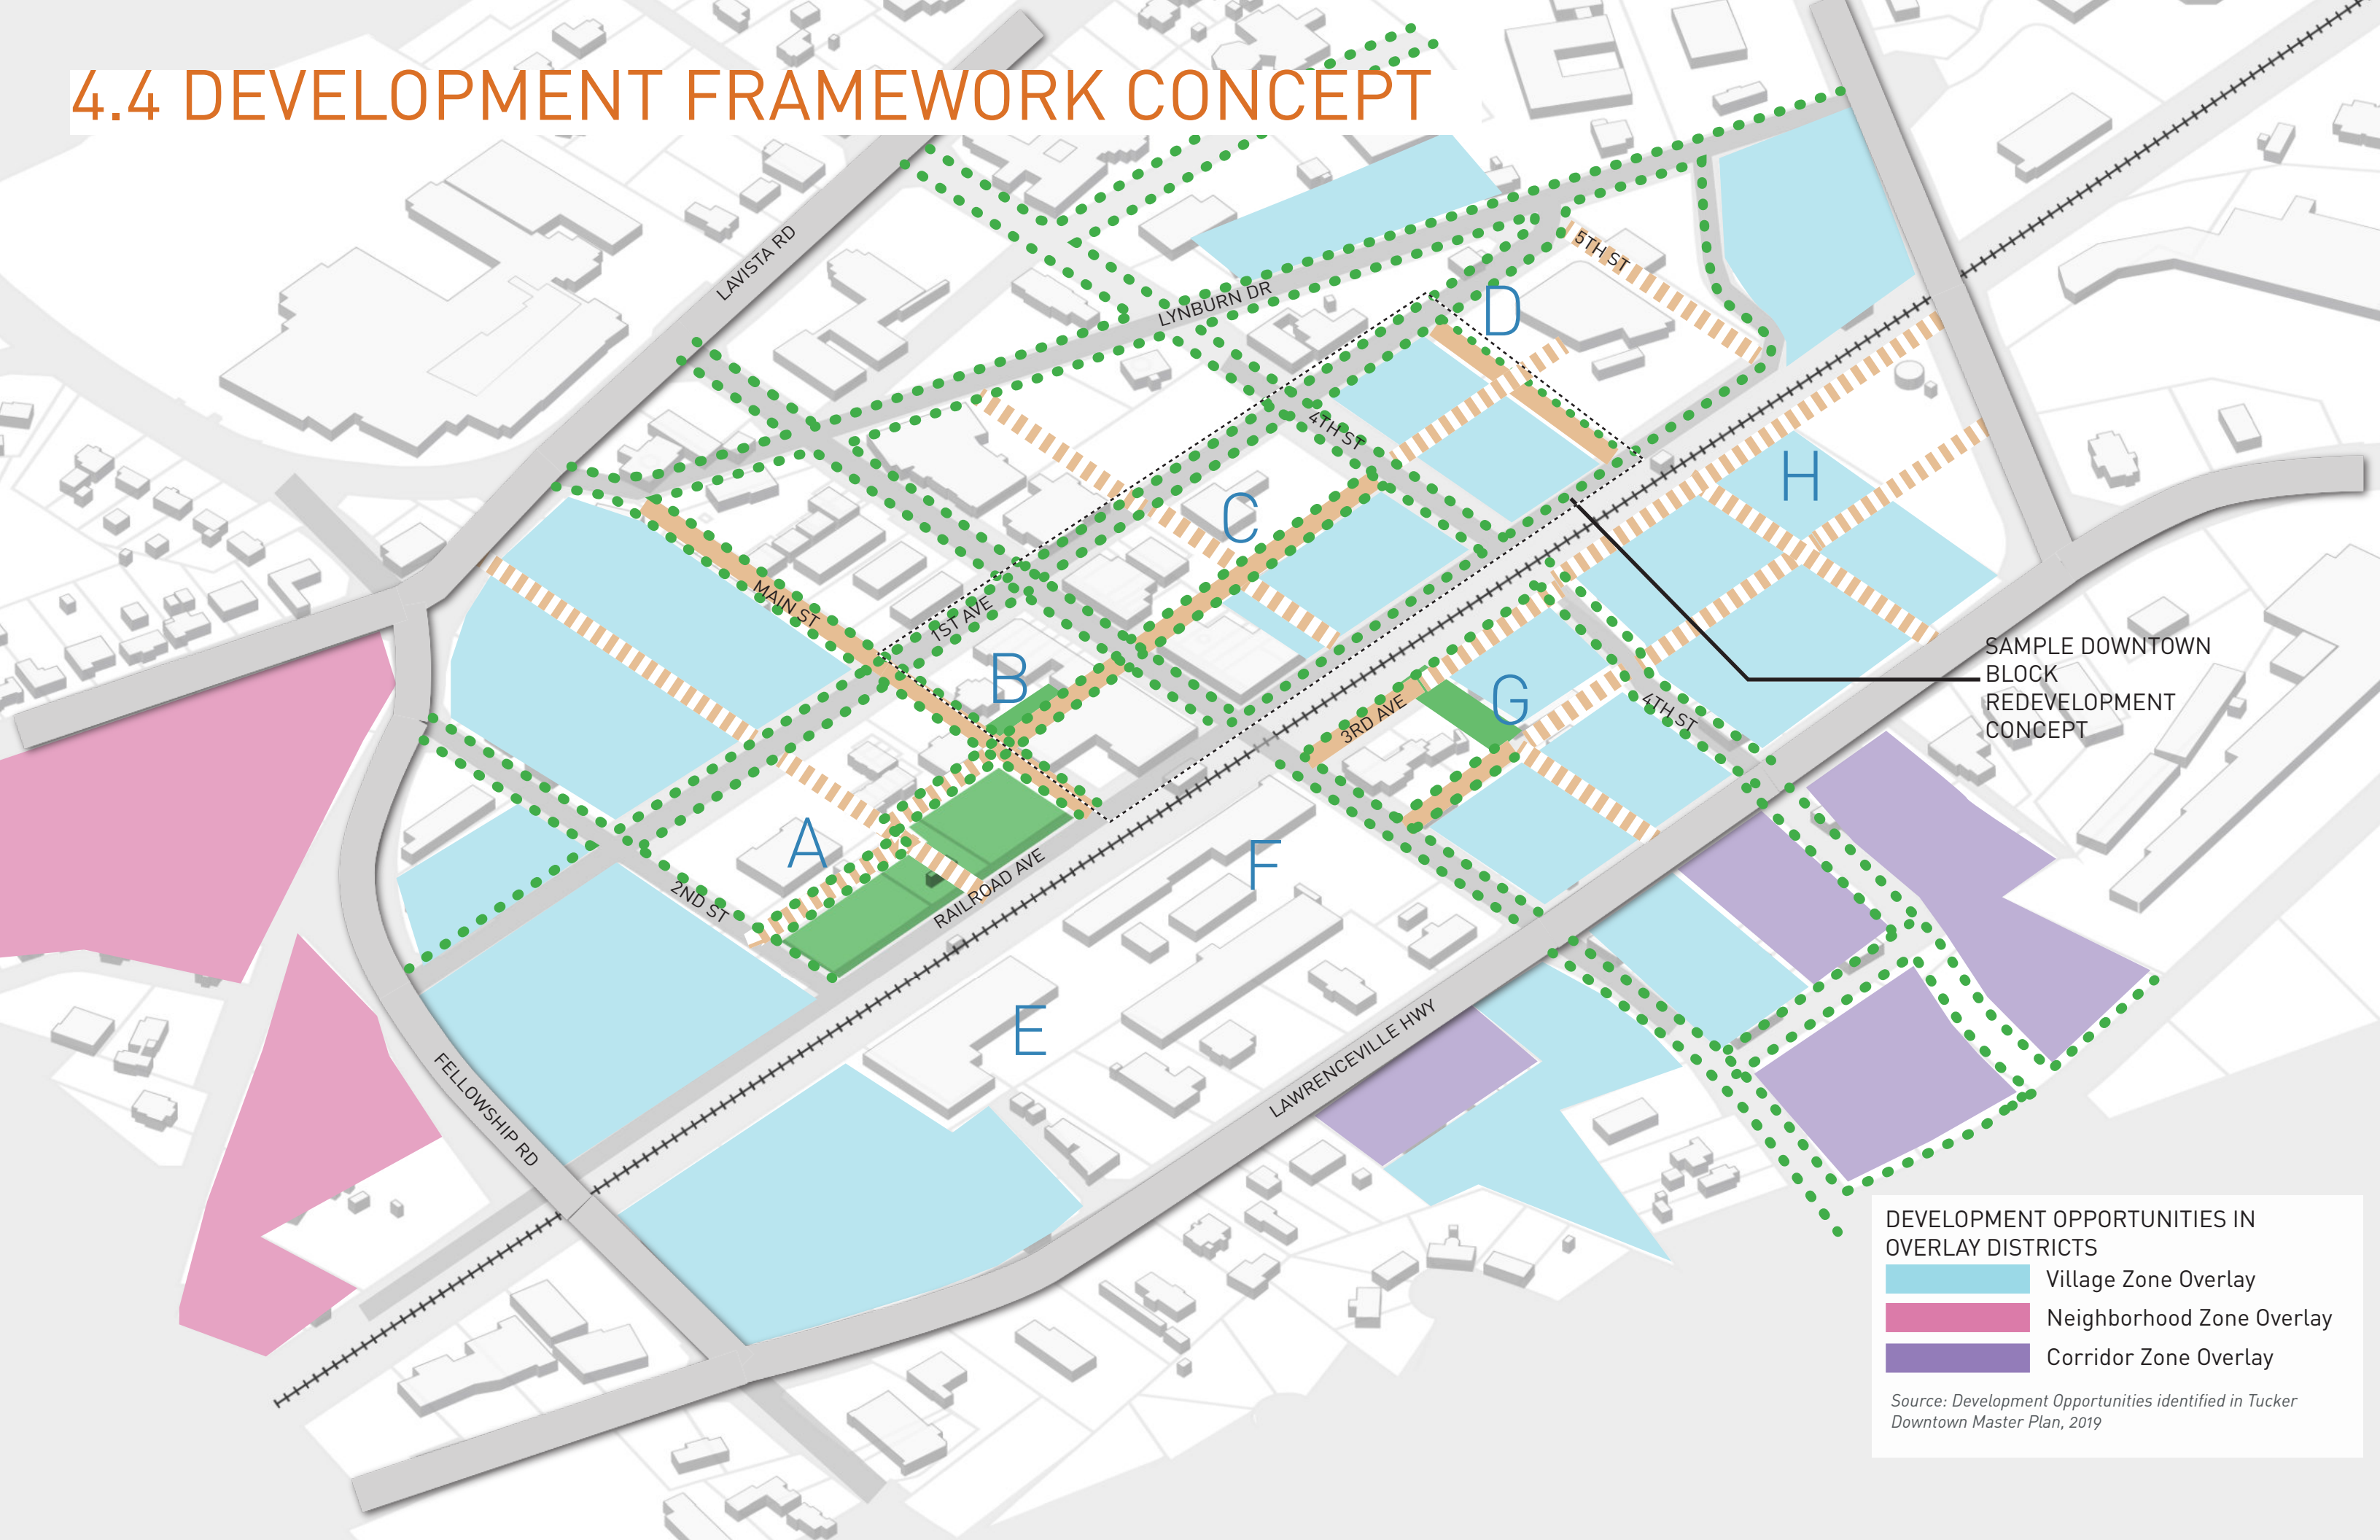 4.4 DEVELOPMENT FRAMEWORK CONCEPT
LAVISTA RD
LYNBURN DR
5TH ST
D
4TH ST
C
H
MAIN ST
1ST AVE
B
SAMPLE DOWNTOWN
BLOCK
REDEVELOPMENT
CONCEPT
3RD AVE
G
4TH ST
A
F
2ND ST
RAILROAD AVE
E
LAWRENCEVILLE HWY
FELLOWSHIP RD
DEVELOPMENT OPPORTUNITIES IN
OVERLAY DISTRICTS
Village Zone Overlay
Neighborhood Zone Overlay
Corridor Zone Overlay
Source: Development Opportunities identified in Tucker
Downtown Master Plan, 2019